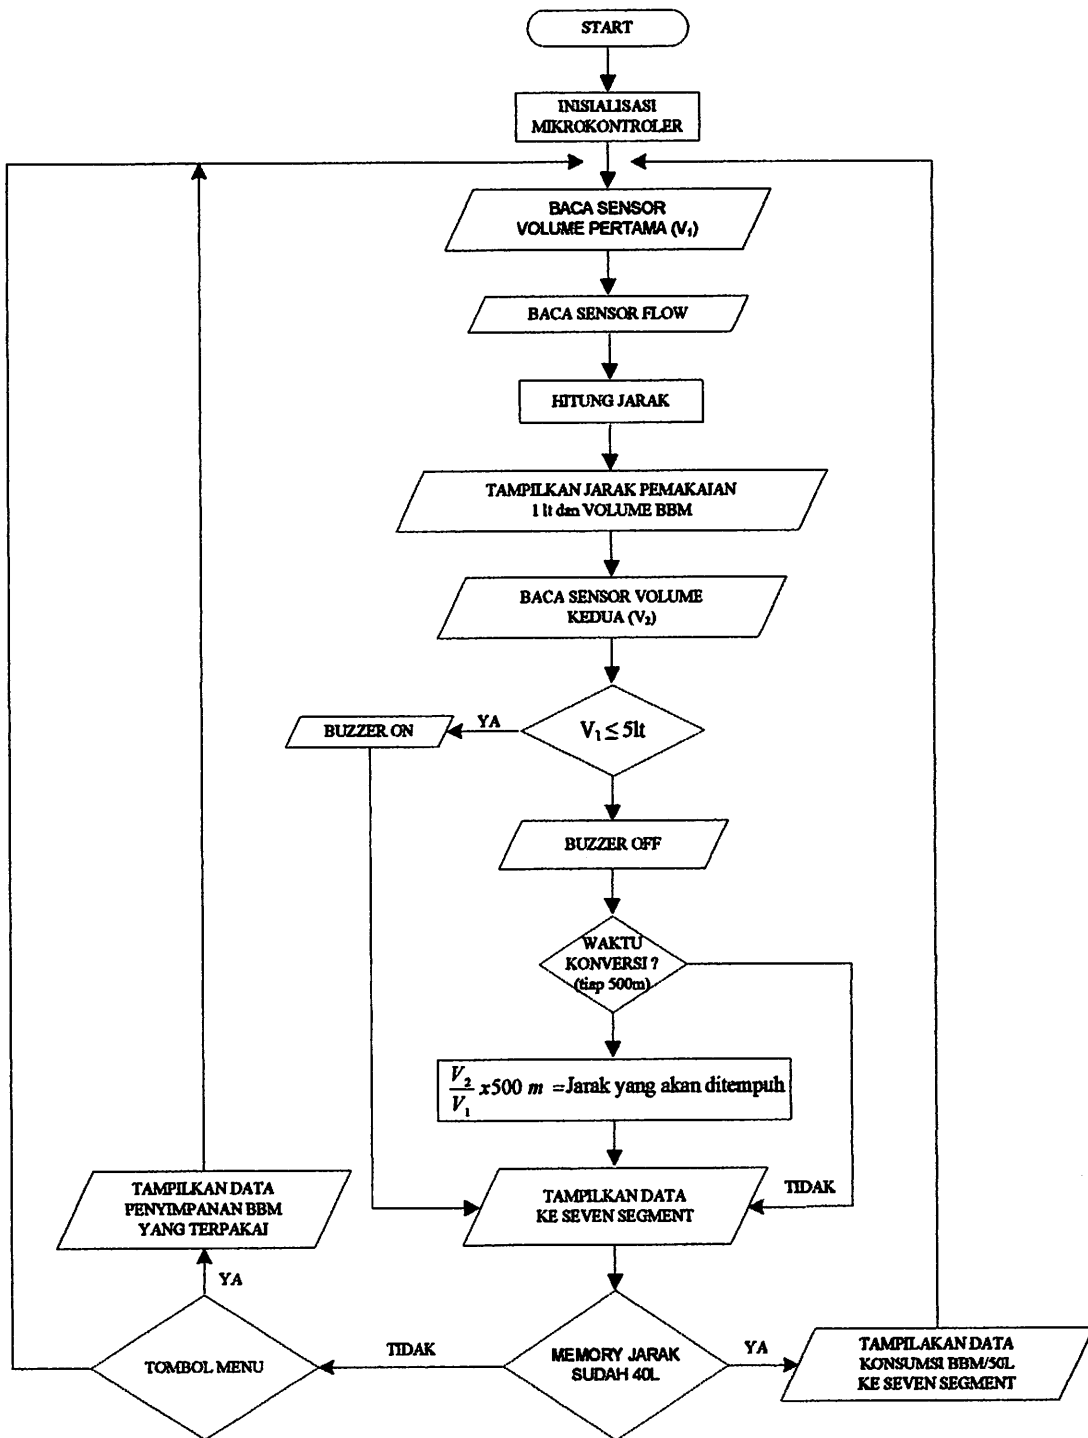 START
INISIALISASI
MIKROKONTROLER
BACA SENSOR
VOLUME PERTAMA (V₁)
BACA SENSOR FLOW
HITUNG JARAK
TAMPILKAN JARAK PEMAKAIAN
1 lt dan VOLUME BBM
BACA SENSOR VOLUME
KEDUA (V₂)
V₁ ≤ 5lt
YA
BUZZER ON
BUZZER OFF
WAKTU
KONVERSI ?
(tiap 500m)
V₂/V₁ x500 m =Jarak yang akan ditempuh
TIDAK
TAMPILKAN DATA
KE SEVEN SEGMENT
MEMORY JARAK
SUDAH 40L
YA
TAMPILAKAN DATA
KONSUMSI BBM/50L
KE SEVEN SEGMENT
TIDAK
TOMBOL MENU
YA
TAMPILKAN DATA
PENYIMPANAN BBM
YANG TERPAKAI